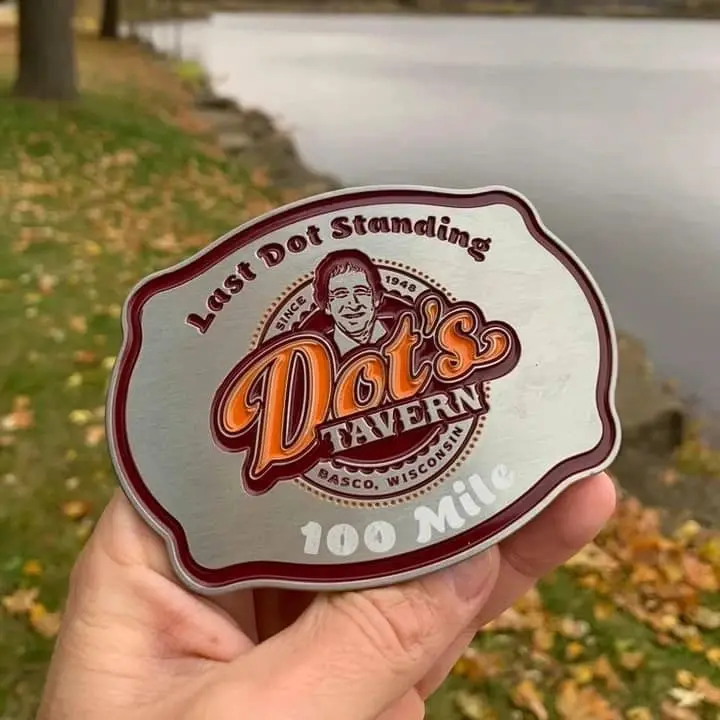 Last Dot Standing
SINCE 1948
Dot's
TAVERN
BASCO, WISCONSIN
100 Mile